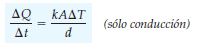 ΔQ/Δt = kAΔT/d (sólo conducción)